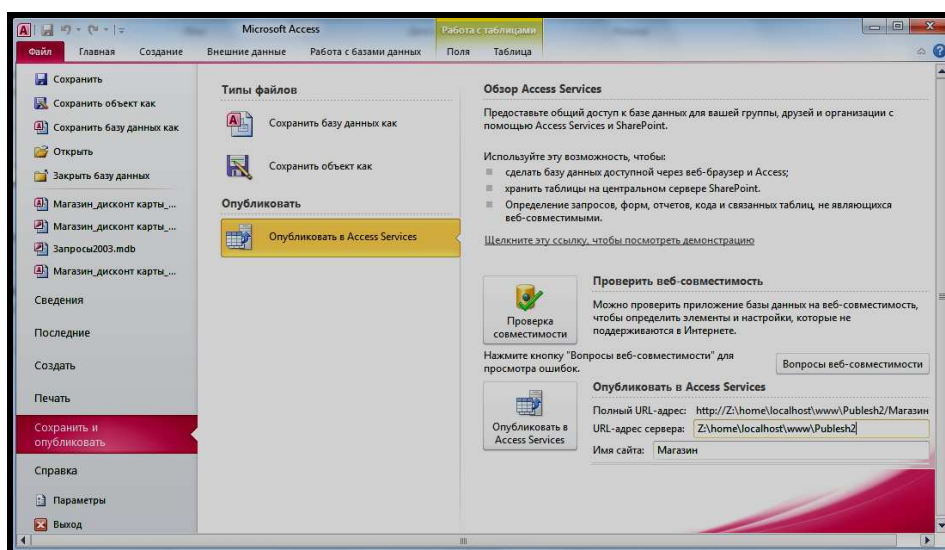 Microsoft Access
Работа с таблицами
Файл Главная Создание Внешние данные Работа с базами данных Поля Таблица
Сохранить
Сохранить объект как
Сохранить базу данных как
Открыть
Закрыть базу данных
Магазин_дисконт карты_...
Магазин_дисконт карты_...
Запросы2003.mdb
Магазин_дисконт карты_...
Сведения
Последние
Создать
Печать
Сохранить и
опубликовать
Справка
Параметры
Выход
Типы файлов
Сохранить базу данных как
Сохранить объект как
Опубликовать
Опубликовать в Access Services
Обзор Access Services
Предоставьте общий доступ к базе данных для вашей группы, друзей и организации с
помощью Access Services и SharePoint.
Используйте эту возможность, чтобы:
сделать базу данных доступной через веб-браузер и Access;
хранить таблицы на центральном сервере SharePoint.
Определение запросов, форм, отчетов, кода и связанных таблиц, не являющихся
веб-совместимыми.
Щелкните эту ссылку, чтобы посмотреть демонстрацию
Проверка
совместимости
Проверить веб-совместимость
Можно проверить приложение базы данных на веб-совместимость,
чтобы определить элементы и настройки, которые не
поддерживаются в Интернете.
Нажмите кнопку "Вопросы веб-совместимости" для
просмотра ошибок.
Вопросы веб-совместимости
Опубликовать в
Access Services
Опубликовать в Access Services
Полный URL-адрес: http://Z:\home\localhost\www\Publesh2/Магазин
URL-адрес сервера: Z:\home\localhost\www\Publesh2
Имя сайта: Магазин